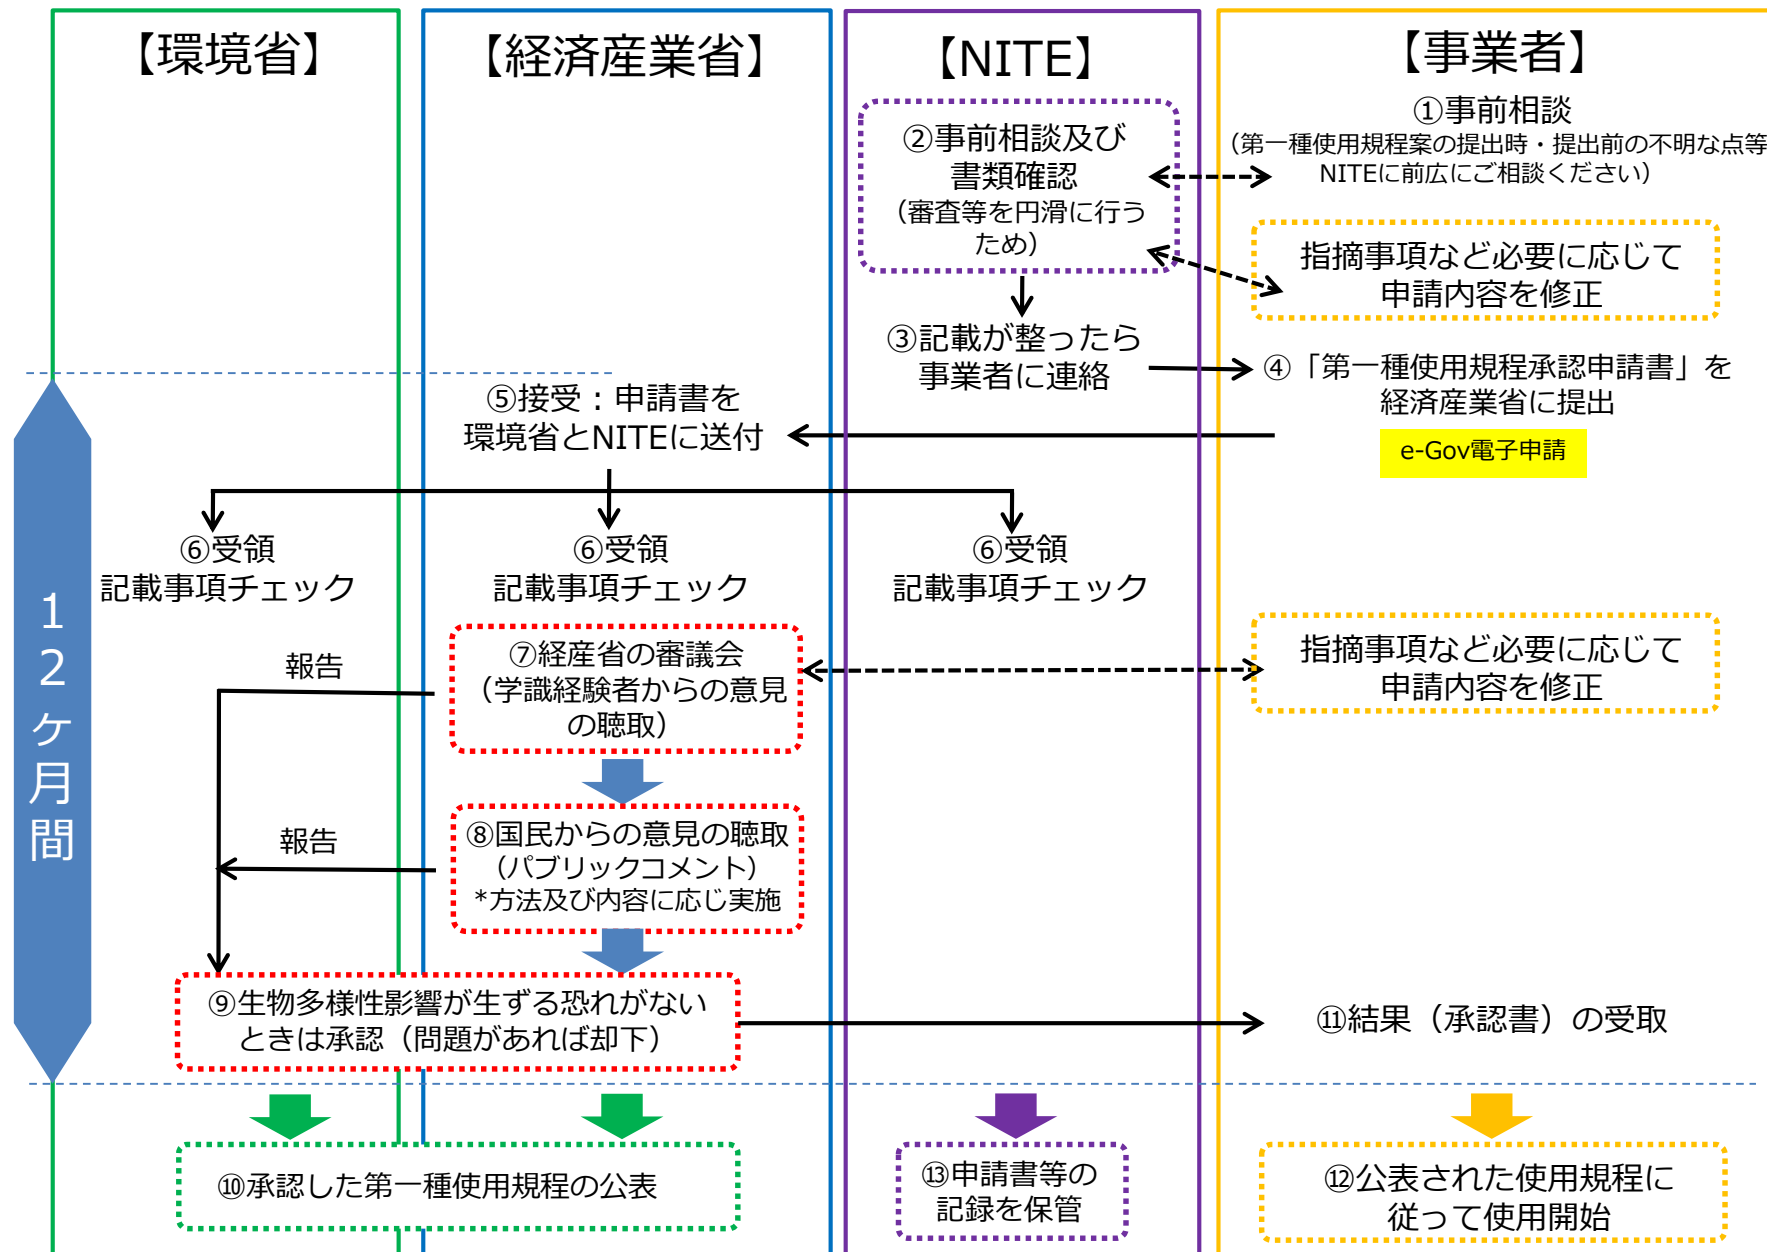 【環境省】
【経済産業省】
【NITE】
【事業者】
①事前相談
（第一種使用規程案の提出時・提出前の不明な点等
NITEに前広にご相談ください）
②事前相談及び
書類確認
（審査等を円滑に行う
ため）
指摘事項など必要に応じて
申請内容を修正
③記載が整ったら
事業者に連絡
④「第一種使用規程承認申請書」を
経済産業省に提出
e-Gov電子申請
⑤接受：申請書を
環境省とNITEに送付
⑥受領
記載事項チェック
⑥受領
記載事項チェック
⑥受領
記載事項チェック
12ヶ月間
⑦経産省の審議会
（学識経験者からの意見
の聴取）
報告
指摘事項など必要に応じて
申請内容を修正
⑧国民からの意見の聴取
（パブリックコメント）
*方法及び内容に応じ実施
報告
⑨生物多様性影響が生ずる恐れがない
ときは承認（問題があれば却下）
⑪結果（承認書）の受取
⑩承認した第一種使用規程の公表
⑬申請書等の
記録を保管
⑫公表された使用規程に
従って使用開始